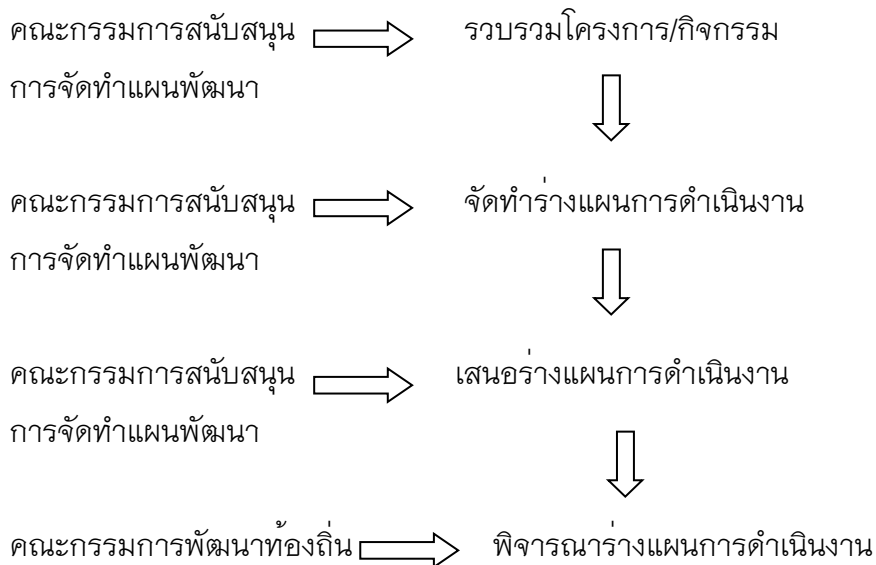 คณะกรรมการสนับสนุน รวบรวมโครงการ/กิจกรรม
การจัดทำแผนพัฒนา
คณะกรรมการสนับสนุน จัดทำร่างแผนการดำเนินงาน
การจัดทำแผนพัฒนา
คณะกรรมการสนับสนุน เสนอร่างแผนการดำเนินงาน
การจัดทำแผนพัฒนา
คณะกรรมการพัฒนาท้องถิ่น พิจารณาร่างแผนการดำเนินงาน